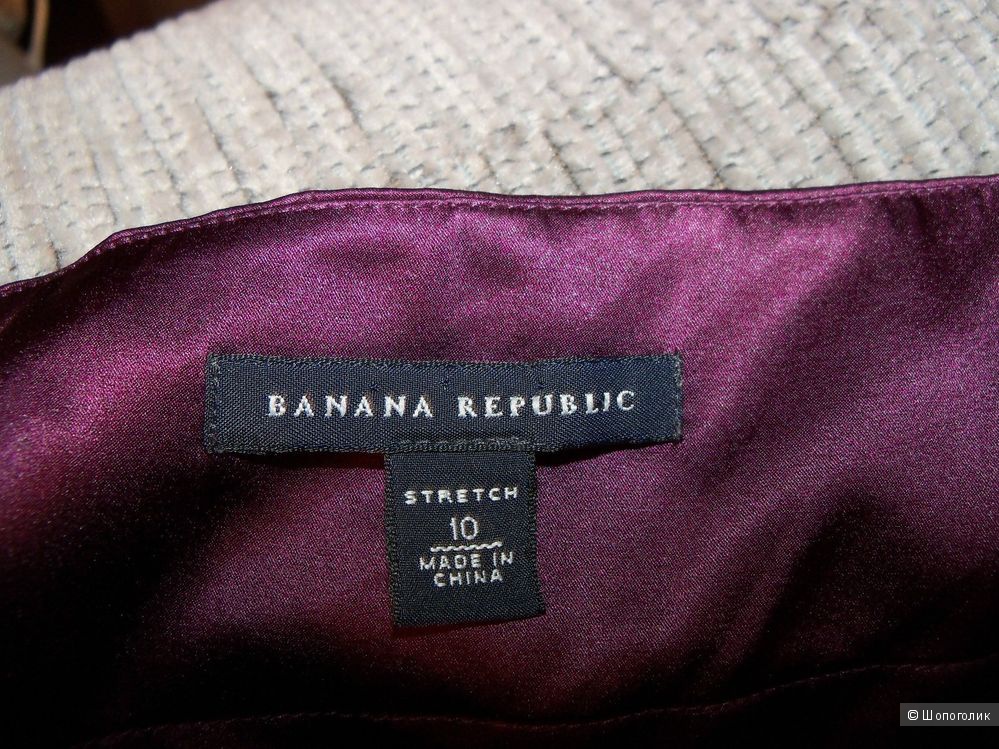 BANANA REPUBLIC
STRETCH
10
MADE IN
CHINA
© Шопоголик